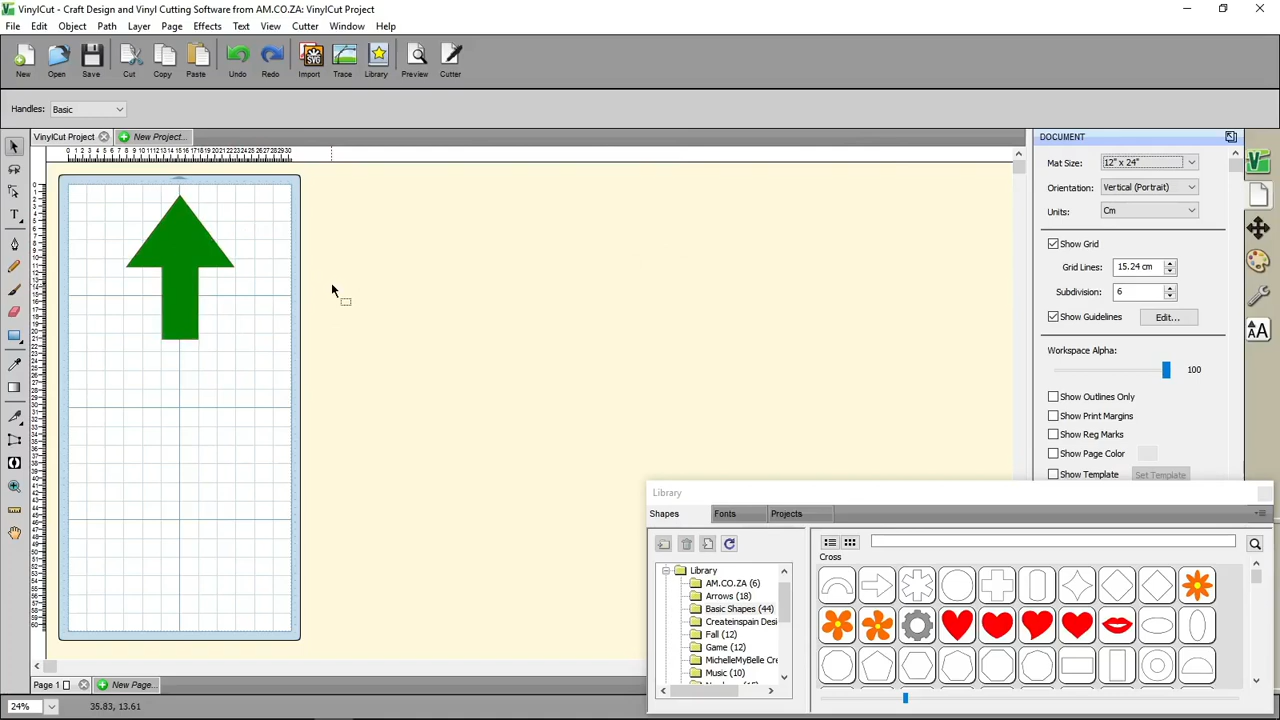 VinylCut - Craft Design and Vinyl Cutting Software from AM.CO.ZA: VinylCut Project
File Edit Object Path Layer Page Effects Text View Cutter Window Help
New Open Save Cut Copy Paste Undo Redo Import Trace Library Preview Cutter
SVG
Handles: Basic
VinylCut Project New Project...
DOCUMENT
Mat Size: 12" x 24"
Orientation: Vertical (Portrait)
Units: Cm
Show Grid
Grid Lines: 15.24 cm
Subdivision: 6
Show Guidelines Edit...
Workspace Alpha:
100
Show Outlines Only
Show Print Margins
Show Reg Marks
Show Page Color
Show Template Set Template
Library
Shapes Fonts Projects
Cross
Library
AM.CO.ZA (6)
Arrows (18)
Basic Shapes (44)
Createinspain Desi
Fall (12)
Game (12)
MichelleMyBelle Cre
Music (10)
Page 1 New Page...
24% 35.83, 13.61